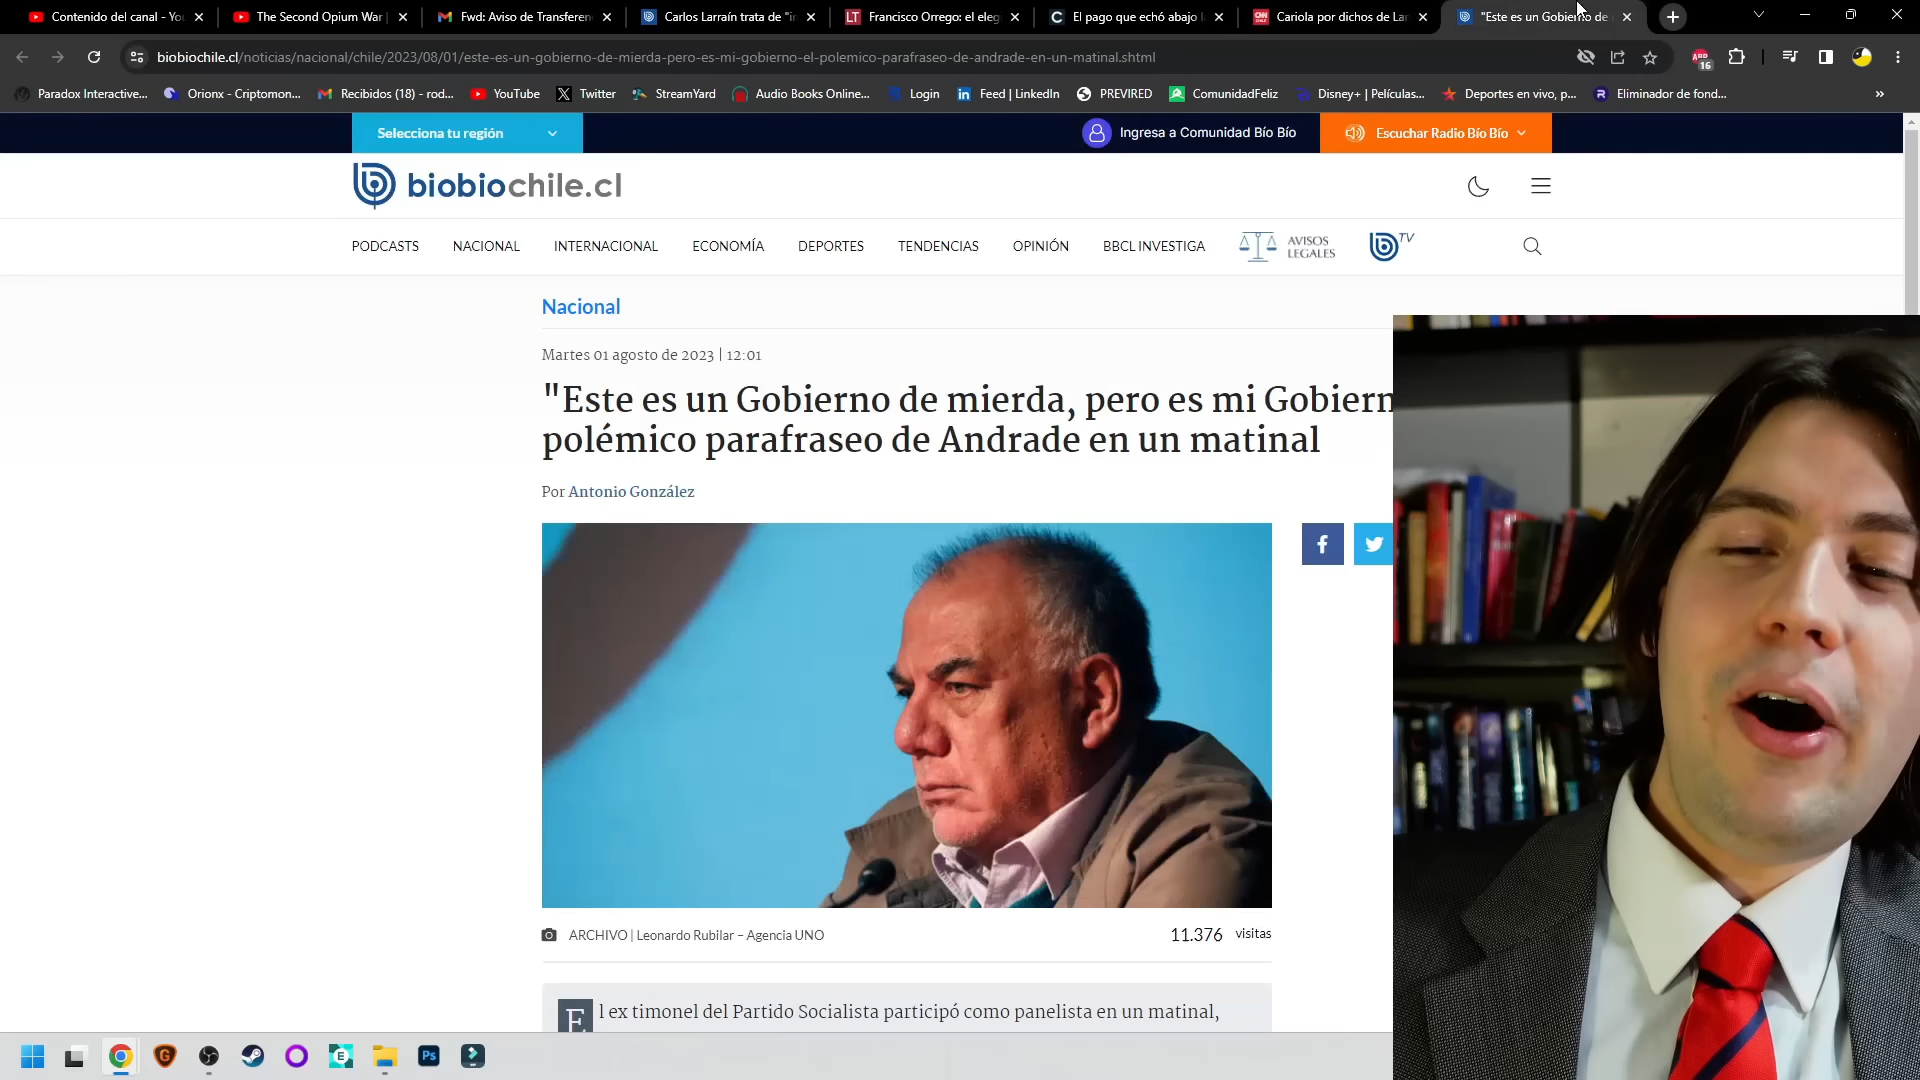 Contenido del canal - Yo
The Second Opium War |
Fwd: Aviso de Transferen
Carlos Larraín trata de "i
Francisco Orrego: el eleg
El pago que echó abajo l
Cariola por dichos de Lar
"Este es un Gobierno de
biobiochile.cl/noticias/nacional/chile/2023/08/01/este-es-un-gobierno-de-mierda-pero-es-mi-gobierno-el-polemico-parafraseo-de-andrade-en-un-matinal.shtml
16
Paradox Interactive...
Orionx - Criptomon...
Recibidos (18) - rod...
YouTube
Twitter
StreamYard
Audio Books Online...
Login
Feed | LinkedIn
PREVIRED
ComunidadFeliz
Disney+ | Películas...
Deportes en vivo, p...
Eliminador de fond...
»
Selecciona tu región
Ingresa a Comunidad Bío Bío
Escuchar Radio Bío Bío
biobiochile.cl
PODCASTS
NACIONAL
INTERNACIONAL
ECONOMÍA
DEPORTES
TENDENCIAS
OPINIÓN
BBCL INVESTIGA
AVISOS
LEGALES
TV
Nacional
Martes 01 agosto de 2023 | 12:01
"Este es un Gobierno de mierda, pero es mi Gobiern
polémico parafraseo de Andrade en un matinal
Por Antonio González
ARCHIVO | Leonardo Rubilar – Agencia UNO
11.376 visitas
El ex timonel del Partido Socialista participó como panelista en un matinal,
Ps